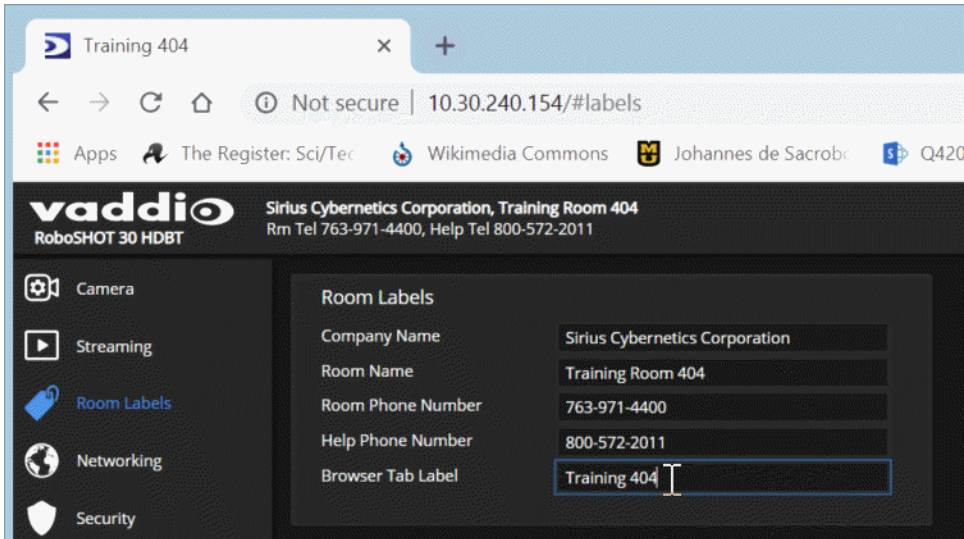 Training 404
Not secure | 10.30.240.154/#labels
Apps The Register: Sci/Tec Wikimedia Commons Johannes de Sacrobo Q420
vaddio
RoboSHOT 30 HDBT
Sirius Cybernetics Corporation, Training Room 404
Rm Tel 763-971-4400, Help Tel 800-572-2011
Camera
Streaming
Room Labels
Networking
Security
Room Labels
Company Name Sirius Cybernetics Corporation
Room Name Training Room 404
Room Phone Number 763-971-4400
Help Phone Number 800-572-2011
Browser Tab Label Training 404